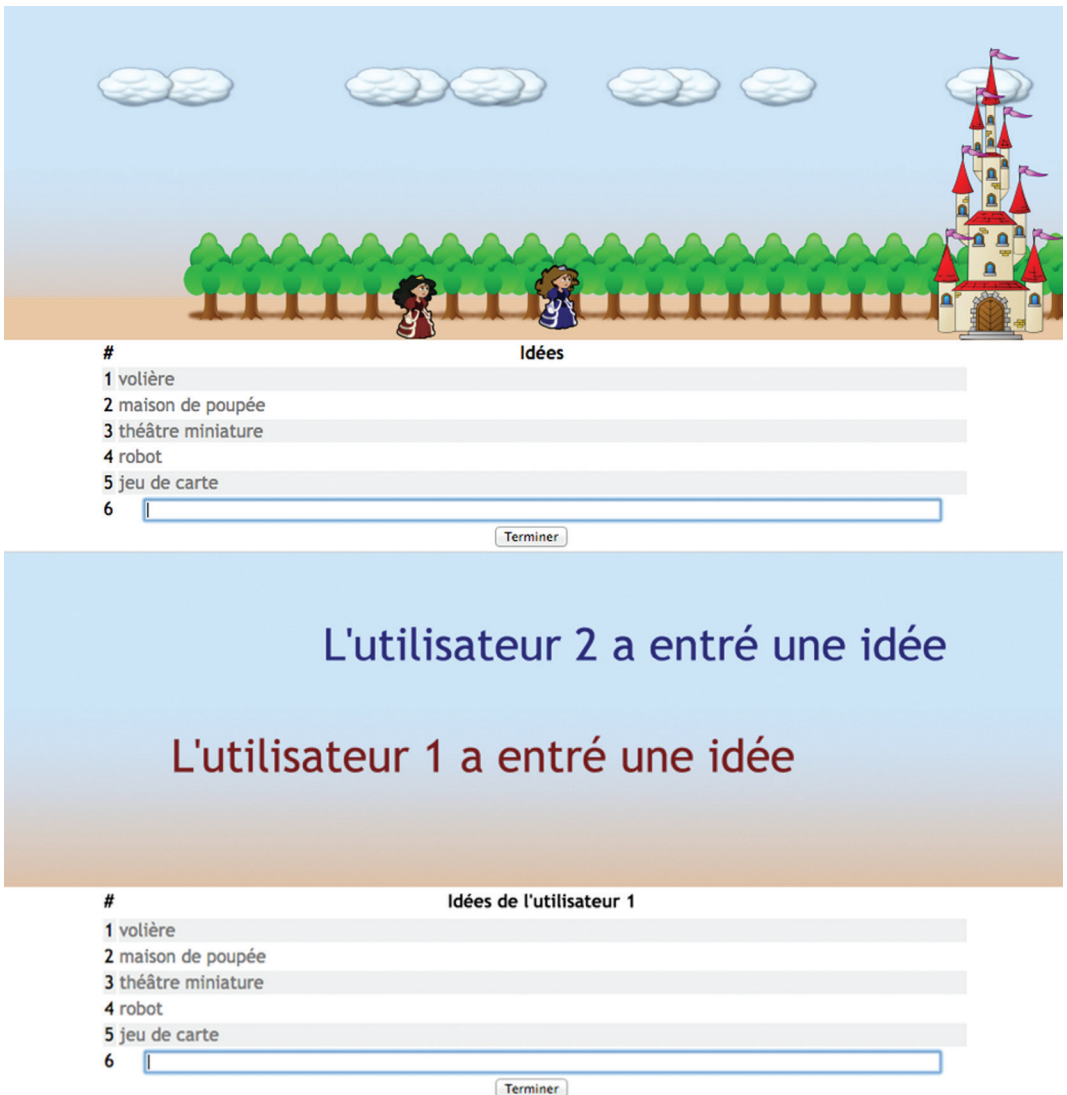 # Idées
1 volière
2 maison de poupée
3 théâtre miniature
4 robot
5 jeu de carte
6
Terminer
L'utilisateur 2 a entré une idée
L'utilisateur 1 a entré une idée
# Idées de l'utilisateur 1
1 volière
2 maison de poupée
3 théâtre miniature
4 robot
5 jeu de carte
6
Terminer